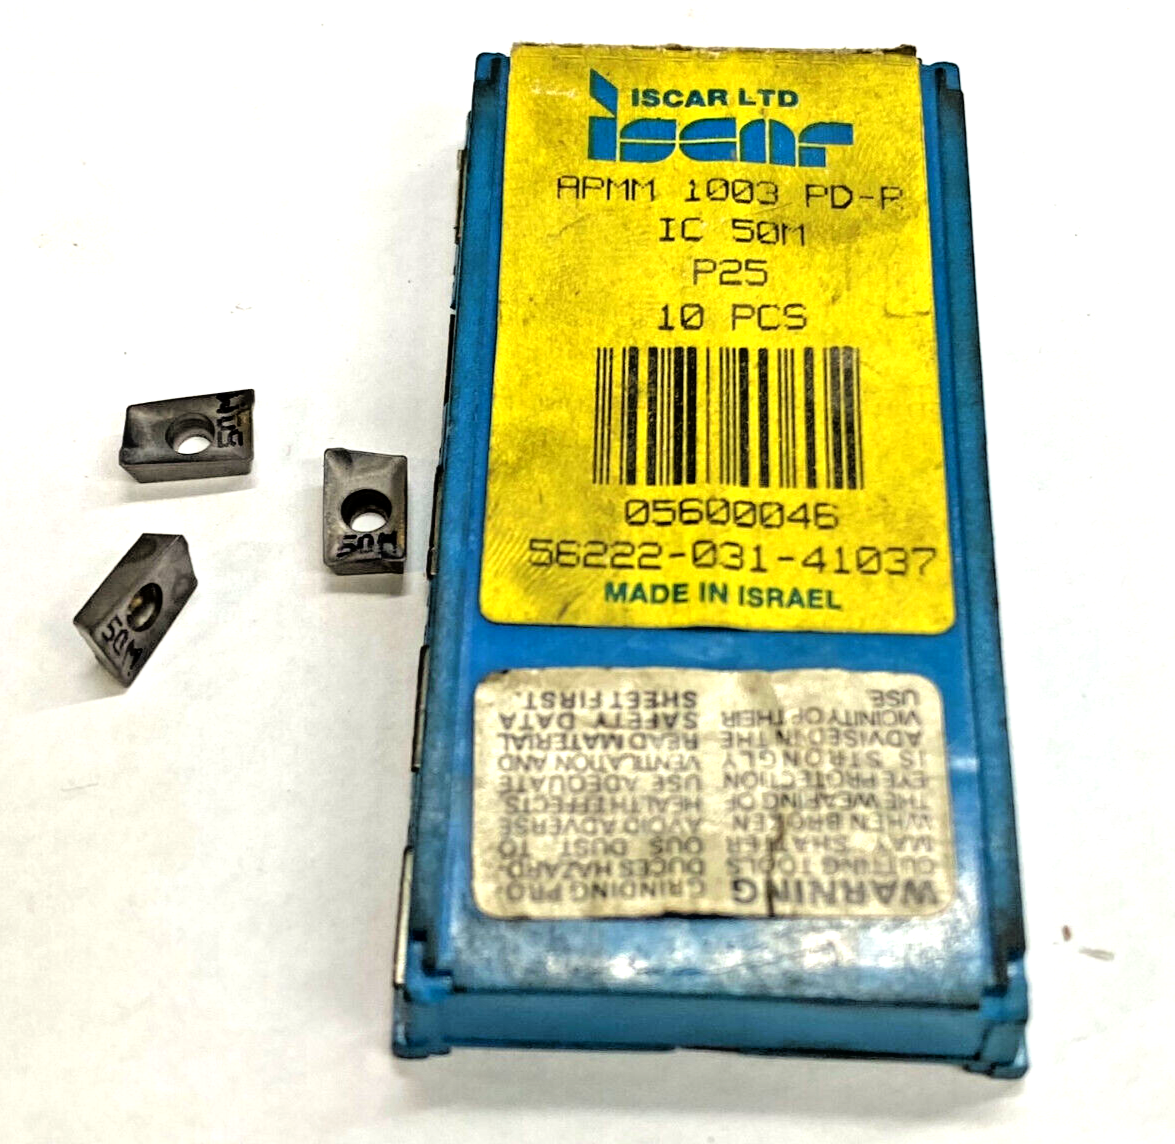 ISCAR LTD
iscar
APMM 1003 PD-R
IC 50M
P25
10 PCS
05600046
56222-031-41037
MADE IN ISRAEL
WARNING
CUTTING TOOLS
MAY SHATTER
WHEN BROKEN
THE WEARING OF
EYE PROTECTION
IS STRONGLY
ADVISED IN THE
VICINITY OF THEIR
USE
GRINDING PRO-
DUCES HAZARD-
OUS DUST. TO
AVOID ADVERSE
HEALTH EFFECTS
USE ADEQUATE
VENTILATION AND
READ MATERIAL
SAFETY DATA
SHEET FIRST.
50M
50M
50M